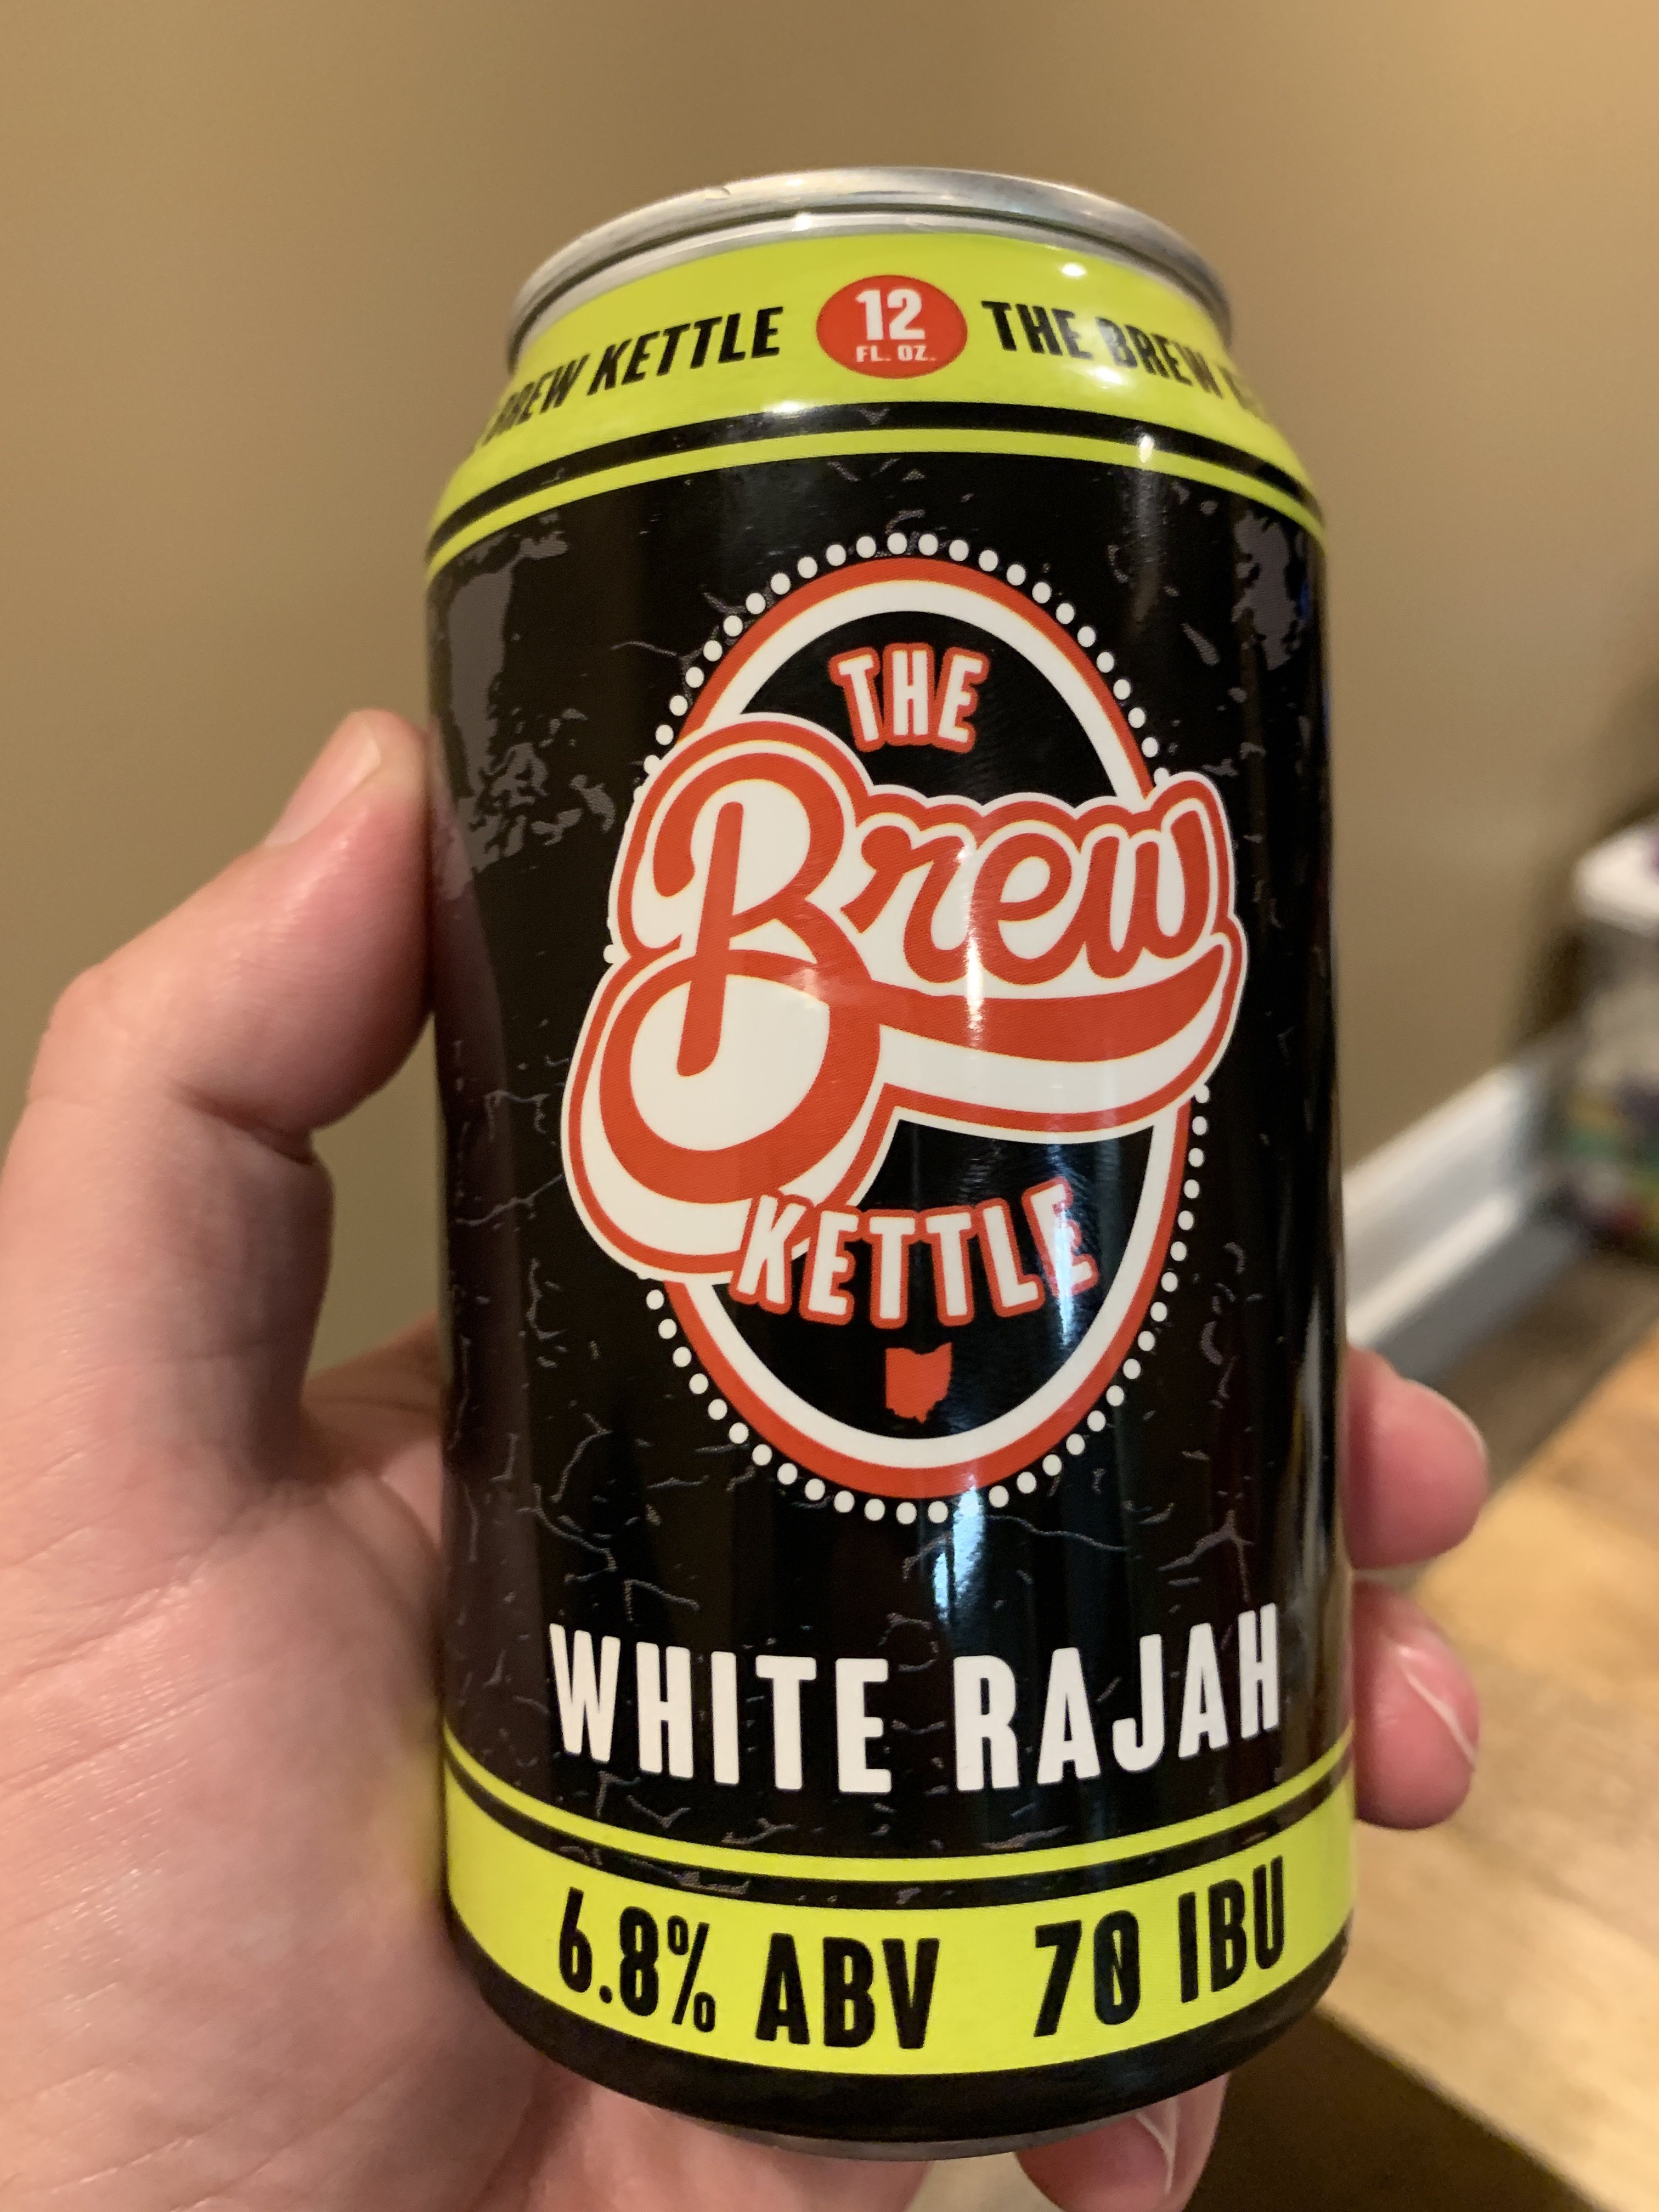 BREW KETTLE
12
FL. OZ.
THE BREW
THE
Brew
KETTLE
WHITE RAJAH
6.8% ABV 70 IBU